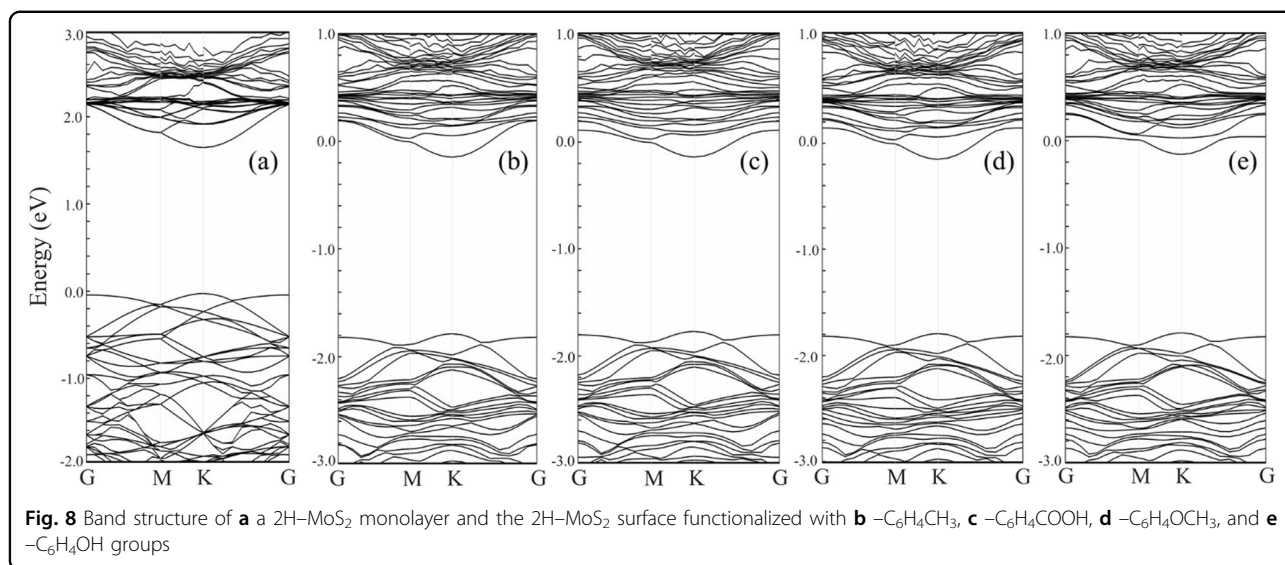 3.0
2.0
1.0
0.0
-1.0
-2.0
Energy (eV)
(a)
G M K G
1.0
0.0
-1.0
-2.0
-3.0
(b)
G M K G
1.0
0.0
-1.0
-2.0
-3.0
(c)
G M K G
1.0
0.0
-1.0
-2.0
-3.0
(d)
G M K G
1.0
0.0
-1.0
-2.0
-3.0
(e)
G M K G
Fig. 8 Band structure of a a 2H–MoS₂ monolayer and the 2H–MoS₂ surface functionalized with b –C₆H₄CH₃, c –C₆H₄COOH, d –C₆H₄OCH₃, and e
–C₆H₄OH groups